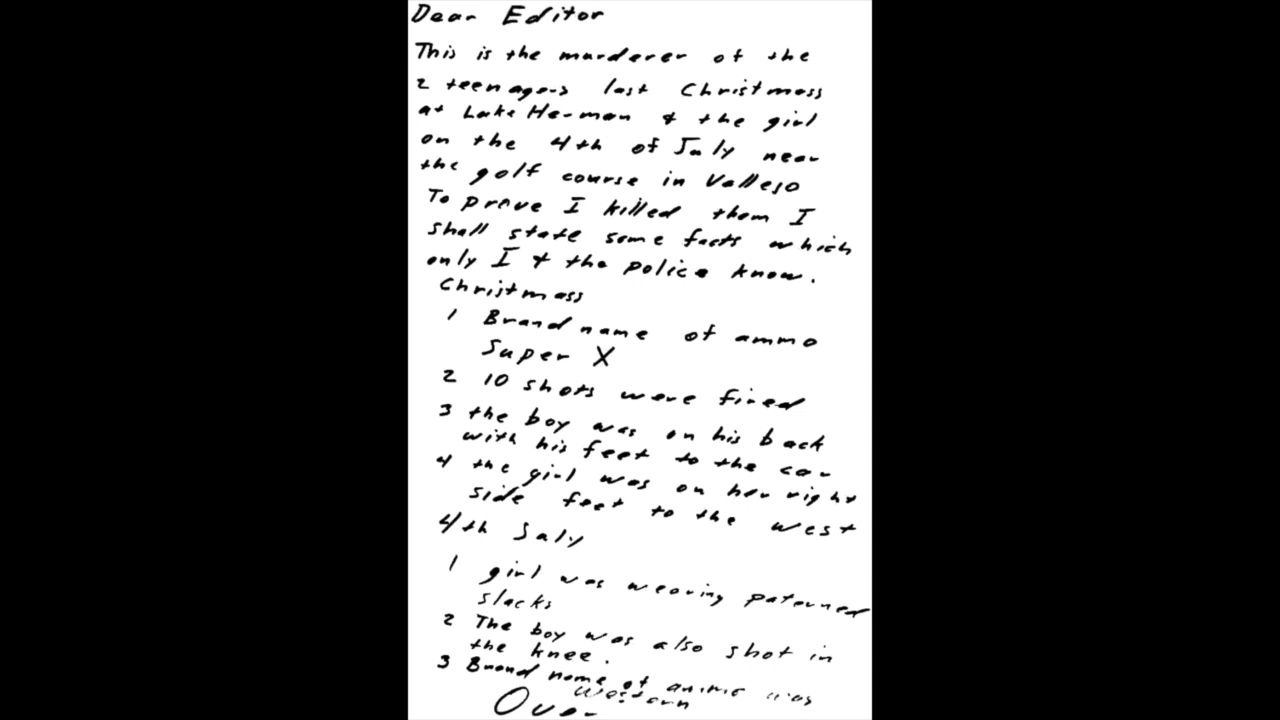 Dear Editor
This is the murderer of the
2 teenagers last Christmass
at Lake Herman & the girl
on the 4th of July near
the golf course in Vallejo
To prove I killed them I
shall state some facts which
only I & the police know.
Christmass
1 Brand name of ammo
Super X
2 10 shots were fired
3 the boy was on his back
with his feet to the car
4 the girl was on her right
side feet to the west
4th July
1 girl was wearing paterned
slacks
2 The boy was also shot in
the knee.
3 Brand name of ammo was
Western
Over